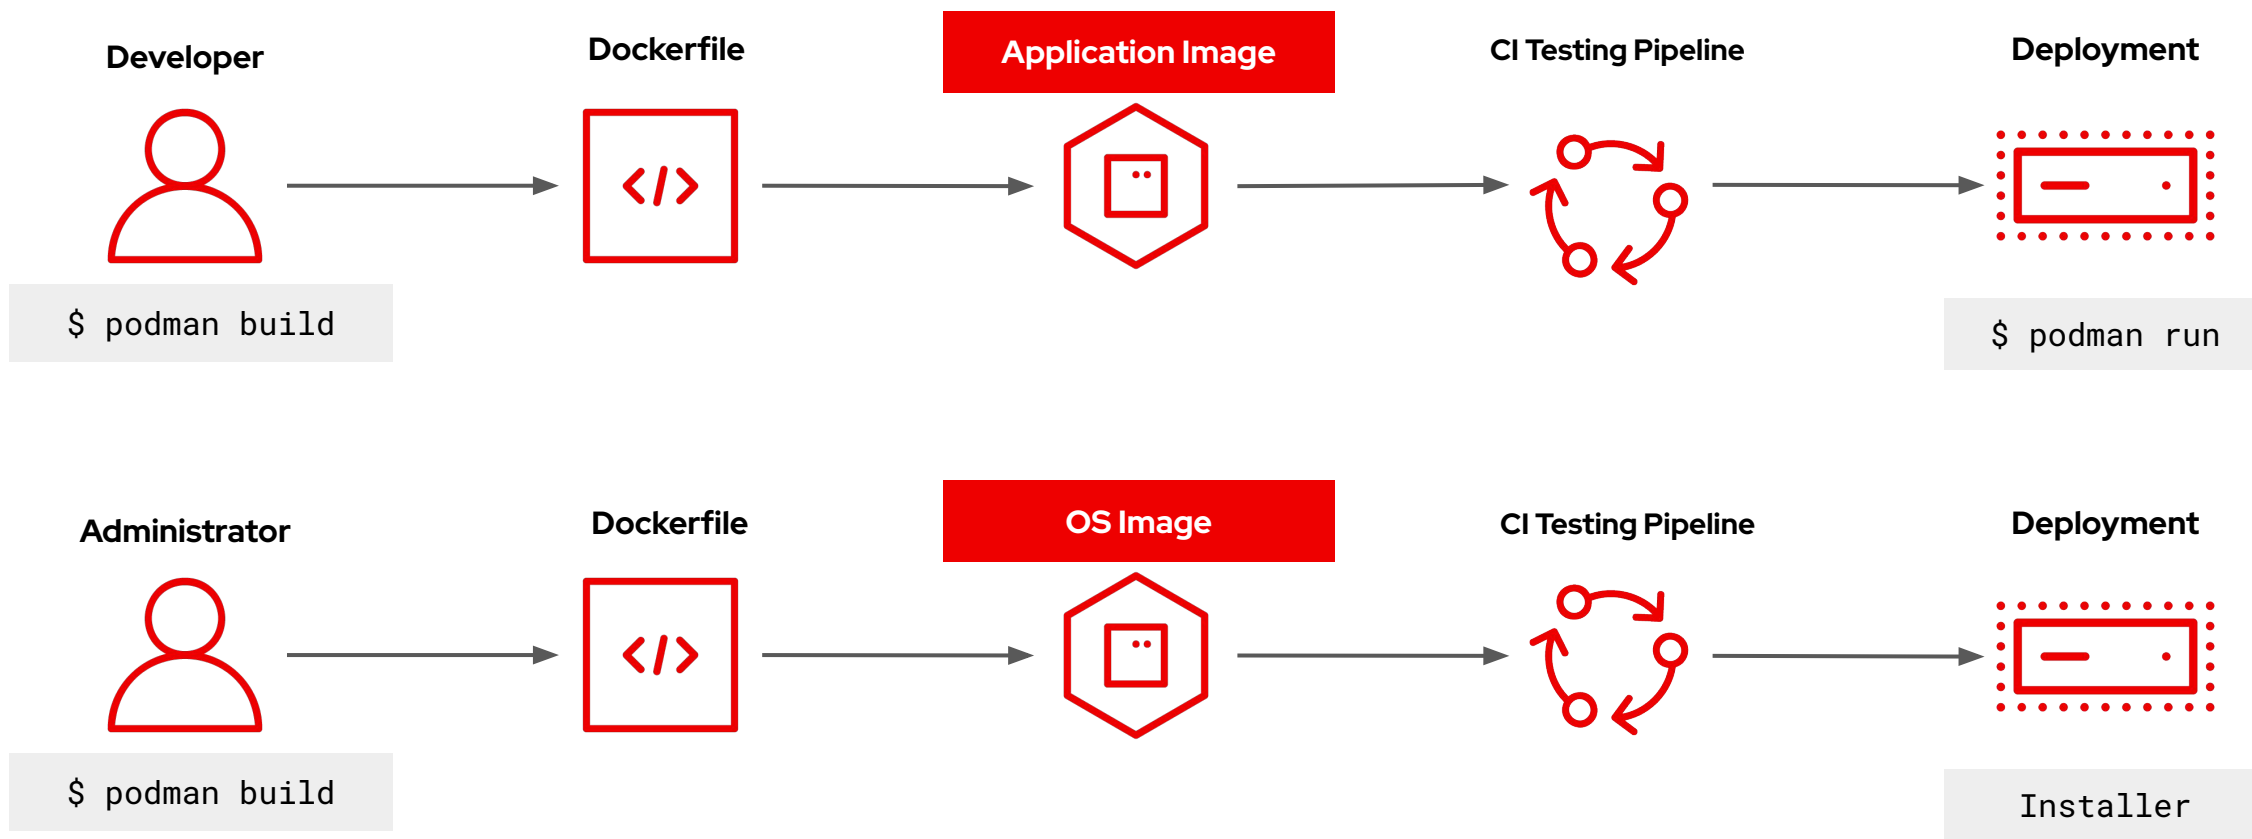 Developer
Dockerfile
Application Image
CI Testing Pipeline
Deployment
</>
$ podman build
$ podman run
Administrator
Dockerfile
OS Image
CI Testing Pipeline
Deployment
</>
$ podman build
Installer